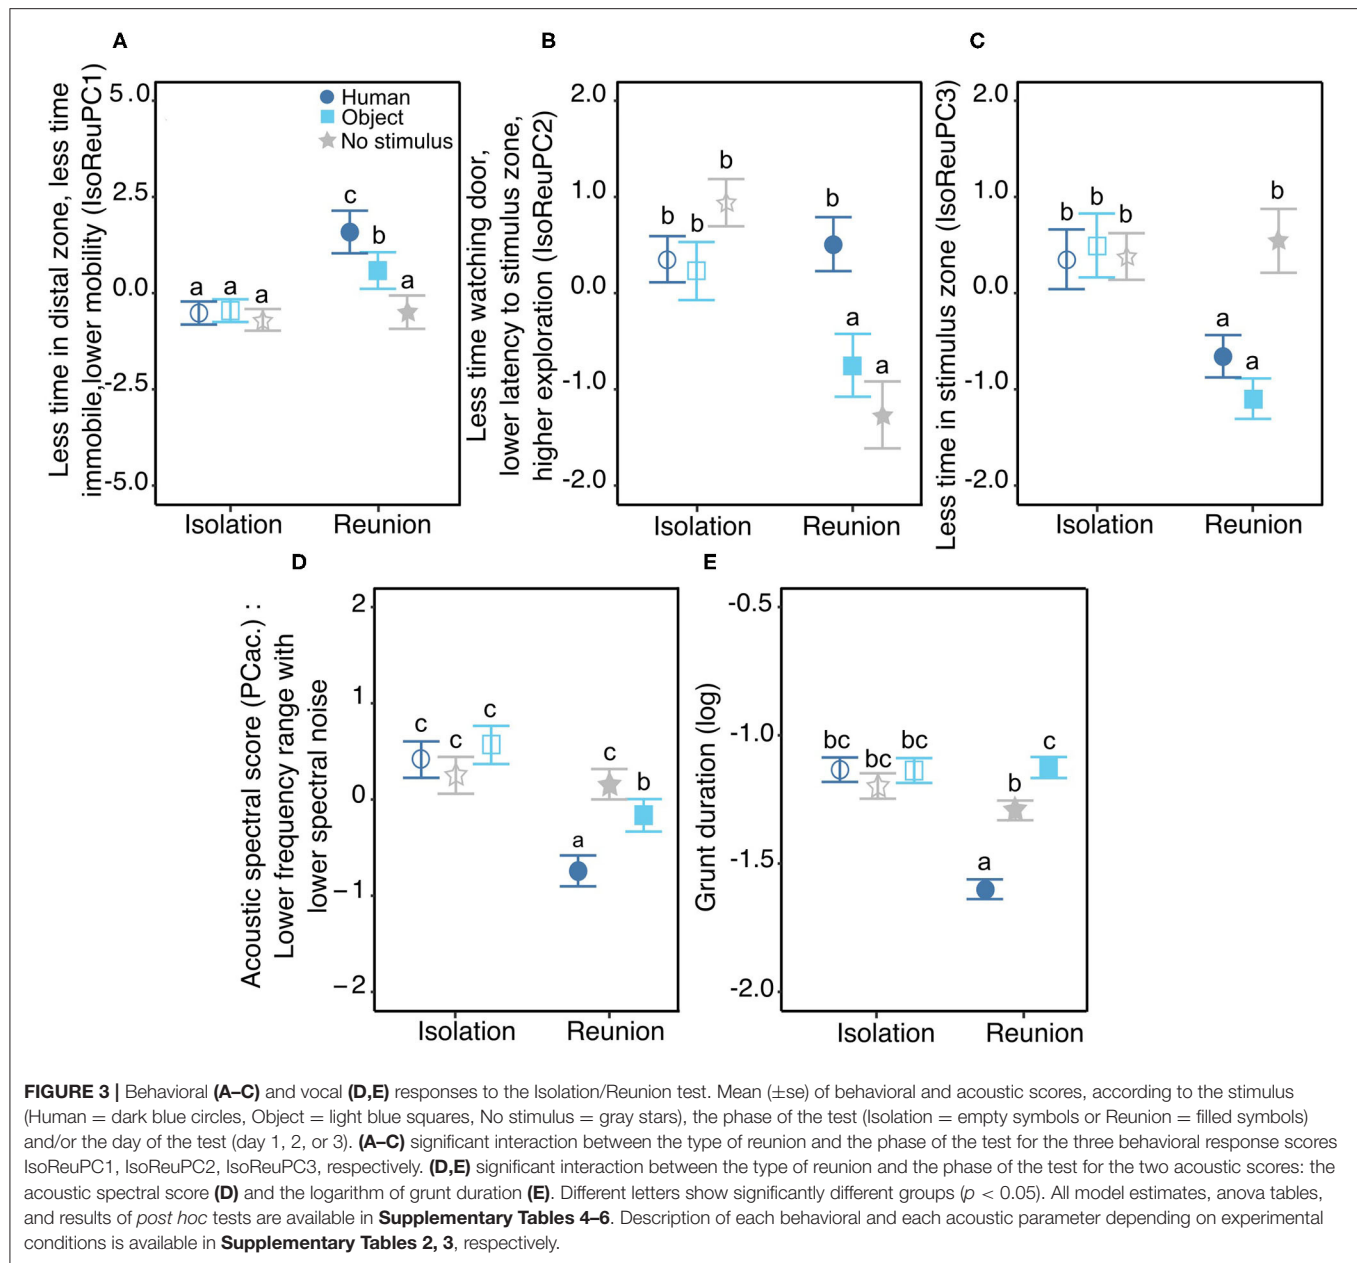 A
Less time in distal zone, less time
immobile,lower mobility (IsoReuPC1)
5.0
2.5
0.0
-2.5
-5.0
Human
Object
No stimulus
a
a
a
c
b
a
Isolation
Reunion
B
Less time watching door,
lower latency to stimulus zone,
higher exploration (IsoReuPC2)
2.0
1.0
0.0
-1.0
-2.0
b
b
b
b
a
a
Isolation
Reunion
C
Less time in stimulus zone (IsoReuPC3)
2.0
1.0
0.0
-1.0
-2.0
b
b
b
a
a
b
Isolation
Reunion
D
Acoustic spectral score (PCac.) :
Lower frequency range with
lower spectral noise
2
1
0
-1
-2
c
c
c
a
c
b
Isolation
Reunion
E
Grunt duration (log)
-0.5
-1.0
-1.5
-2.0
bc
bc
bc
a
b
c
Isolation
Reunion
FIGURE 3 | Behavioral (A–C) and vocal (D,E) responses to the Isolation/Reunion test. Mean (±se) of behavioral and acoustic scores, according to the stimulus
(Human = dark blue circles, Object = light blue squares, No stimulus = gray stars), the phase of the test (Isolation = empty symbols or Reunion = filled symbols)
and/or the day of the test (day 1, 2, or 3). (A–C) significant interaction between the type of reunion and the phase of the test for the three behavioral response scores
IsoReuPC1, IsoReuPC2, IsoReuPC3, respectively. (D,E) significant interaction between the type of reunion and the phase of the test for the two acoustic scores: the
acoustic spectral score (D) and the logarithm of grunt duration (E). Different letters show significantly different groups (p < 0.05). All model estimates, anova tables,
and results of post hoc tests are available in Supplementary Tables 4–6. Description of each behavioral and each acoustic parameter depending on experimental
conditions is available in Supplementary Tables 2, 3, respectively.